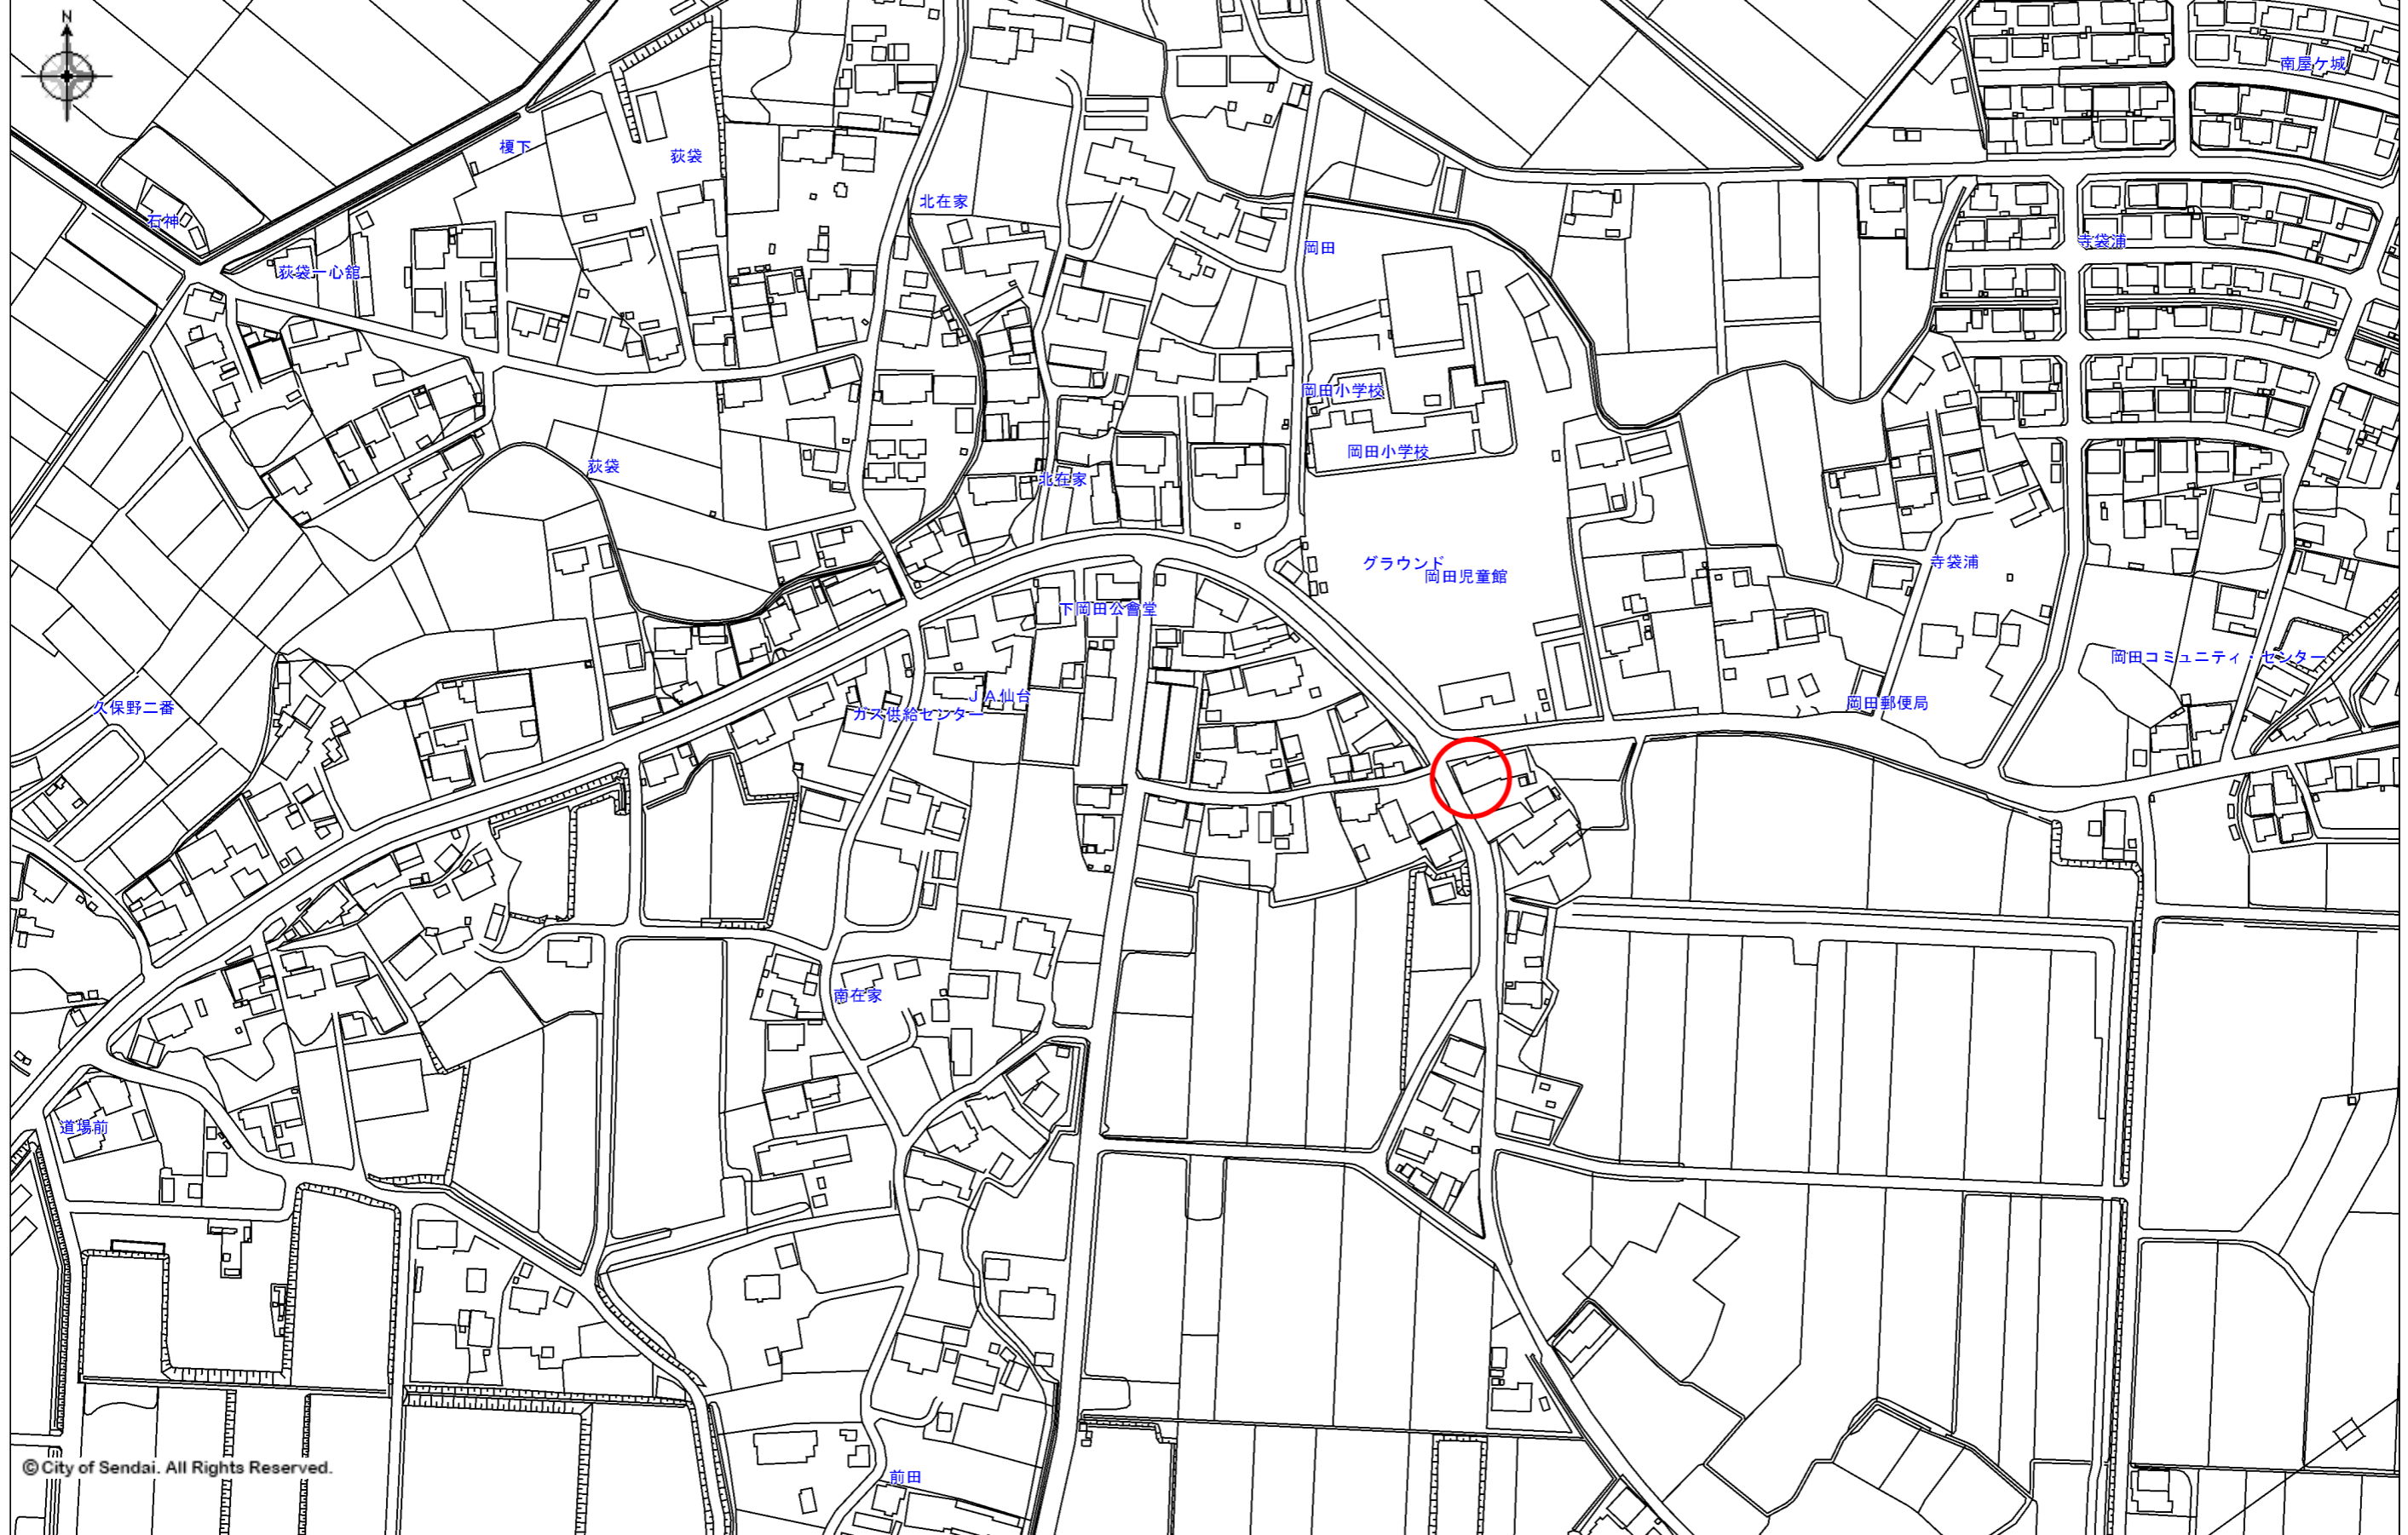 N
南屋ケ城
榎下
荻袋
北在家
石神
寺袋浦
岡田
荻袋一心舘
岡田小学校
岡田小学校
荻袋
北在家
グラウンド
寺袋浦
岡田児童館
下岡田公會堂
岡田コミュニティ・センター
JA仙台
岡田郵便局
久保野二番
ガス供給センター
南在家
道場前
© City of Sendai. All Rights Reserved.
前田